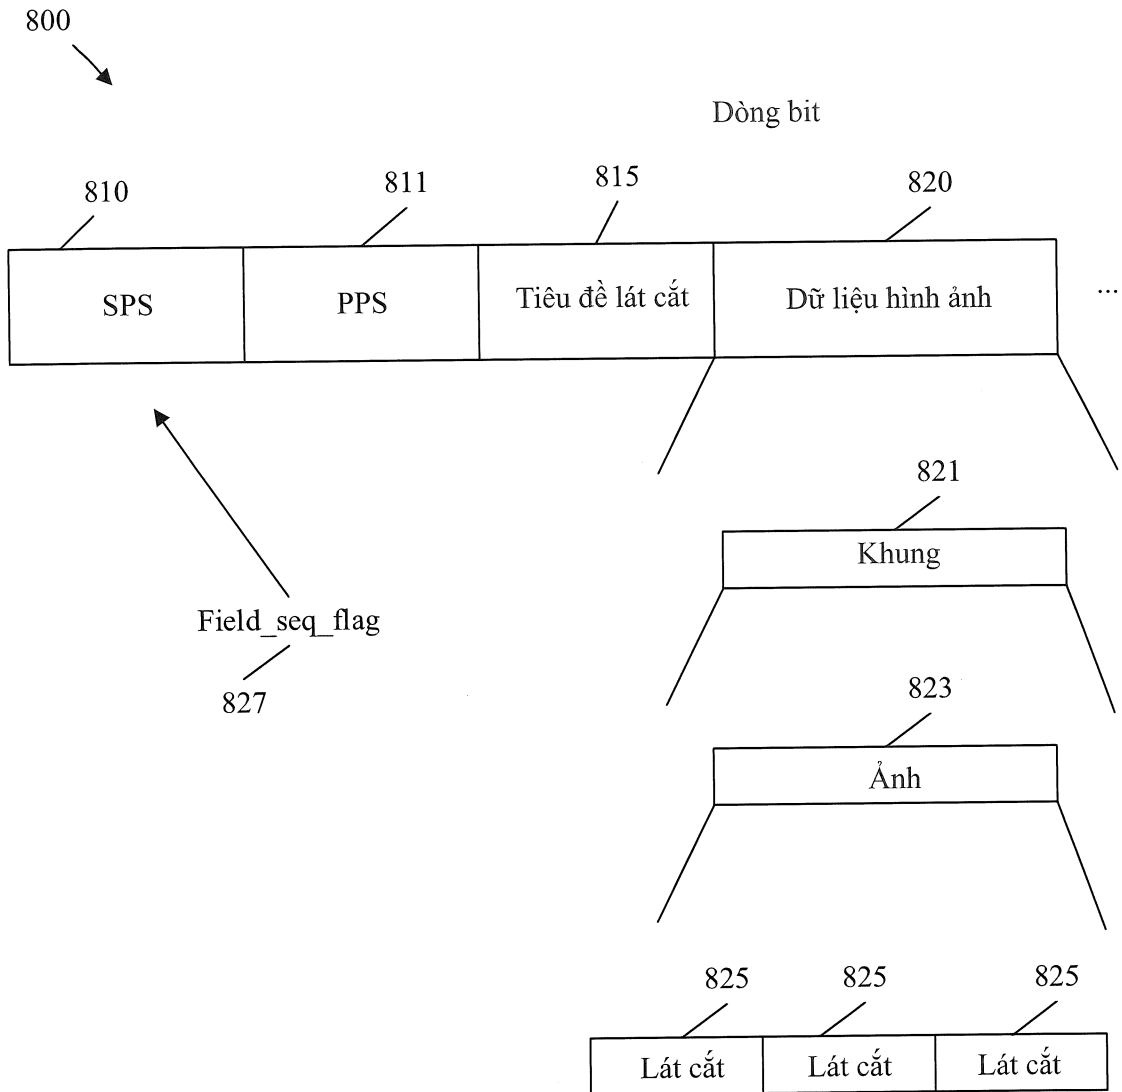 800
Dòng bit
810
811
815
820
SPS
PPS
Tiêu đề lát cắt
Dữ liệu hình ảnh
...
821
Khung
Field_seq_flag
827
823
Ảnh
825
825
825
Lát cắt
Lát cắt
Lát cắt